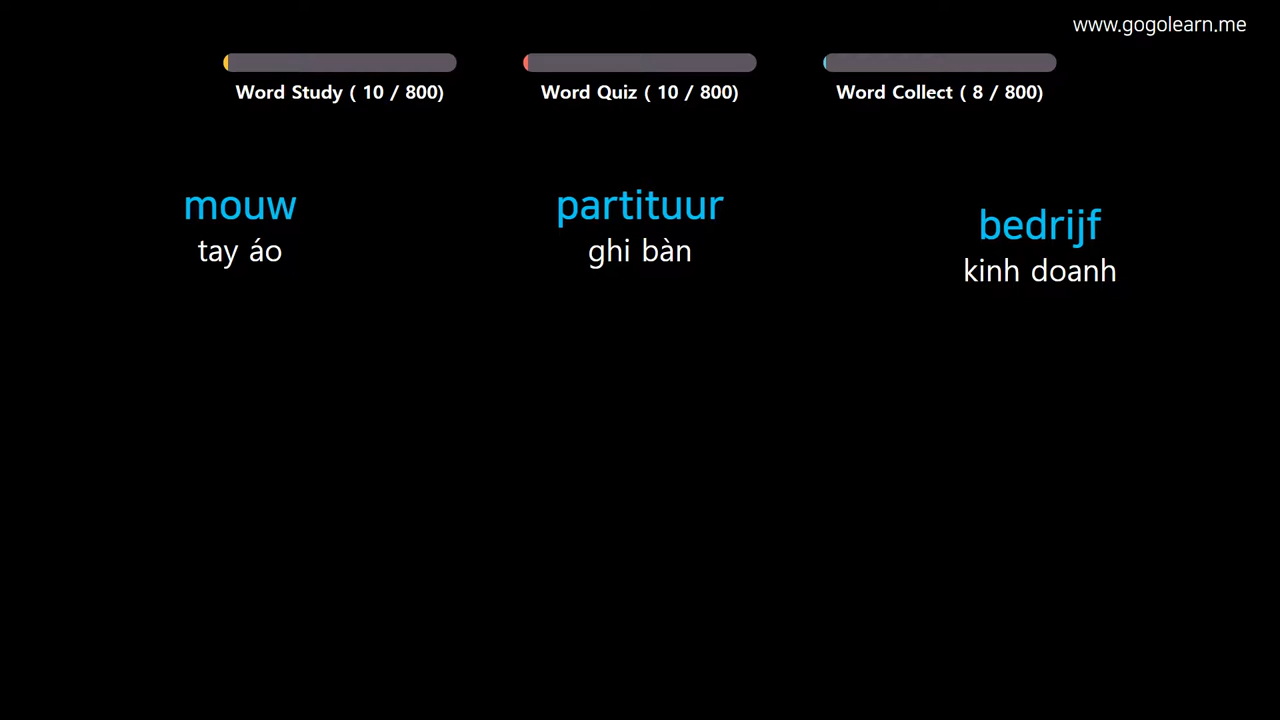 www.gogolearn.me
Word Study ( 10 / 800)
Word Quiz ( 10 / 800)
Word Collect ( 8 / 800)
mouw
tay áo
partituur
ghi bàn
bedrijf
kinh doanh